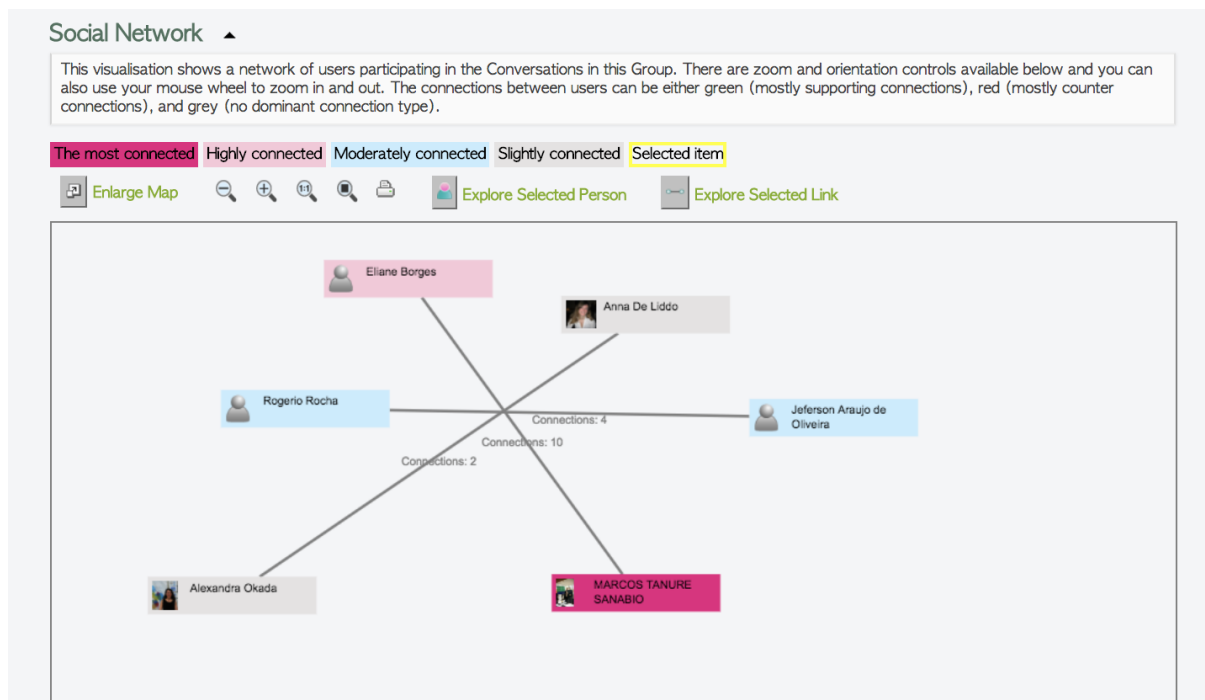 Social Network
This visualisation shows a network of users participating in the Conversations in this Group. There are zoom and orientation controls available below and you can
also use your mouse wheel to zoom in and out. The connections between users can be either green (mostly supporting connections), red (mostly counter
connections), and grey (no dominant connection type).
The most connected Highly connected Moderately connected Slightly connected Selected item
Enlarge Map 1:1 Explore Selected Person Explore Selected Link
Eliane Borges
Anna De Liddo
Rogerio Rocha
Jeferson Araujo de
Oliveira
Connections: 4
Connections: 10
Connections: 2
Alexandra Okada
MARCOS TANURE
SANABIO